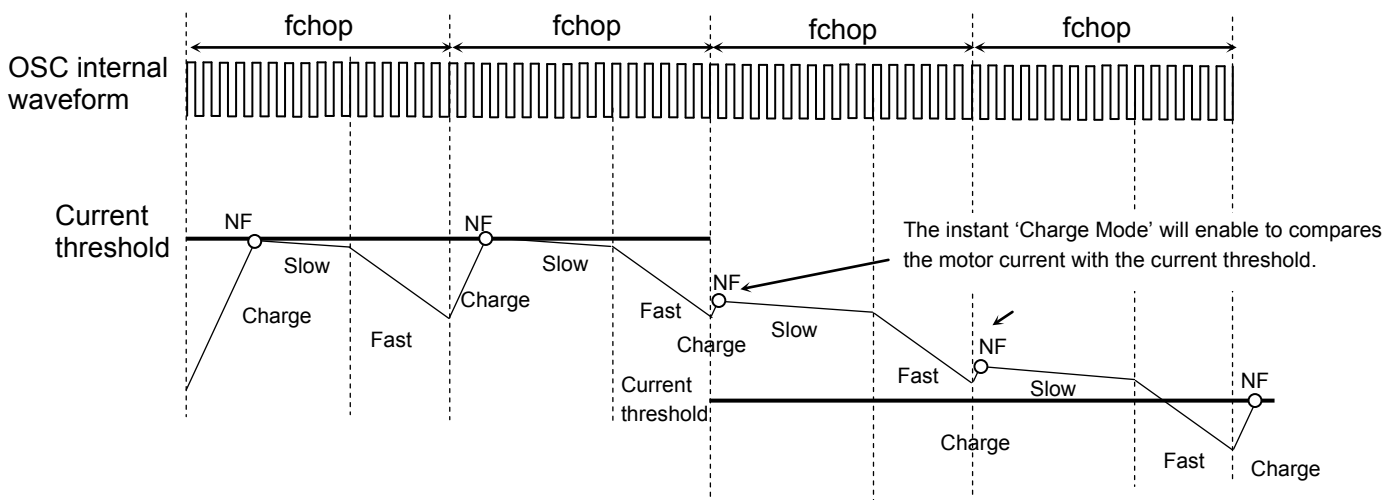 fchop fchop fchop fchop
OSC internal
waveform
Current
threshold
NF
NF
The instant ‘Charge Mode’ will enable to compares
the motor current with the current threshold.
Slow
Slow
NF
Charge
Charge
Fast
Slow
Fast
Charge
NF
Current
threshold
Fast
Slow
NF
Charge
Fast
Charge